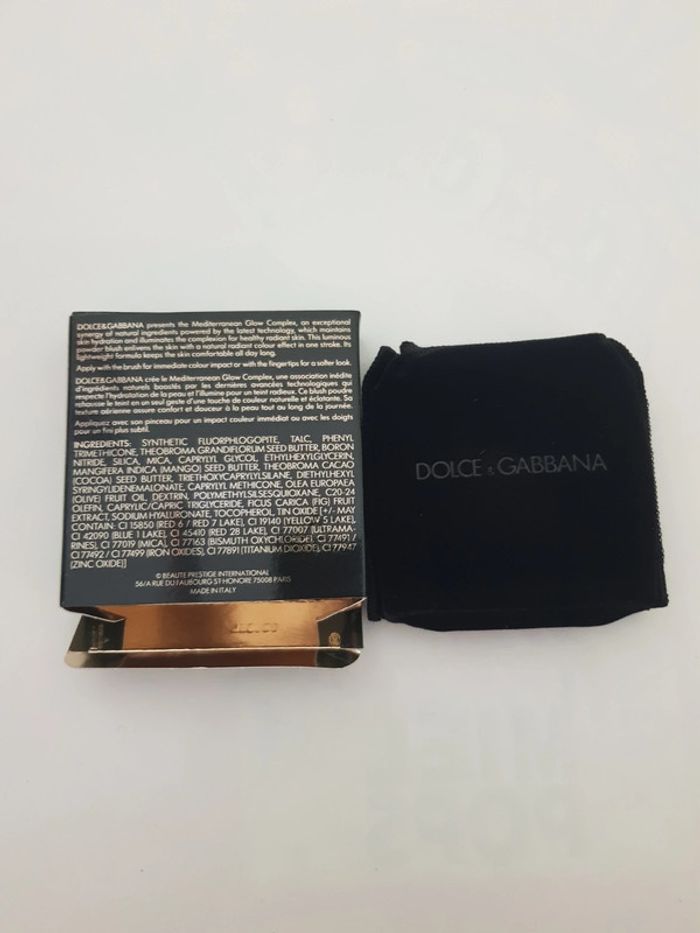 DOLCE&GABBANA presents the Mediterranean Glow Complex, an exceptional
synergy of natural ingredients powered by the latest technology, which maintains
skin hydration and illuminates the complexion for healthy radiant skin. This luminous
powder blush enlivens the skin with a natural radiant colour effect in one stroke. Its
lightweight formula keeps the skin comfortable all day long.
Apply with the brush for immediate colour impact or with the fingertips for a softer look.
DOLCE&GABBANA crée le Mediterranean Glow Complex, une association inédite
d'ingrédients naturels boostés par les dernières avancées technologiques qui
respecte l'hydratation de la peau et l'illumine pour un teint radieux. Ce blush poudre
rehausse le teint en un seul geste d'une touche de couleur naturelle et éclatante. Sa
texture aérienne assure confort et douceur à la peau tout au long de la journée.
Appliquez avec son pinceau pour un impact couleur immédiat ou avec les doigts
pour un fini plus subtil.
INGREDIENTS: SYNTHETIC FLUORPHLOGOPITE, TALC, PHENYL
TRIMETHICONE, THEOBROMA GRANDIFLORUM SEED BUTTER, BORON
NITRIDE, SILICA, MICA, CAPRYLYL GLYCOL, ETHYLHEXYLGLYCERIN,
MANGIFERA INDICA (MANGO) SEED BUTTER, THEOBROMA CACAO
(COCOA) SEED BUTTER, TRIETHOXYCAPRYLYLSILANE, DIETHYLHEXYL
SYRINGYLIDENEMALONATE, CAPRYLYL METHICONE, OLEA EUROPAEA
(OLIVE) FRUIT OIL, DEXTRIN, POLYMETHYLSILSESQUIOXANE, C20-24
OLEFIN, CAPRYLIC/CAPRIC TRIGLYCERIDE, FICUS CARICA (FIG) FRUIT
EXTRACT, SODIUM HYALURONATE, TOCOPHEROL, TIN OXIDE [+/- MAY
CONTAIN: CI 15850 (RED 6 / RED 7 LAKE), CI 19140 (YELLOW 5 LAKE),
CI 42090 (BLUE 1 LAKE), CI 45410 (RED 28 LAKE), CI 77007 (ULTRAMA-
RINES), CI 77019 (MICA), CI 77163 (BISMUTH OXYCHLORIDE), CI 77491 /
CI 77492 / CI 77499 (IRON OXIDES), CI 77891 (TITANIUM DIOXIDE), CI 77947
(ZINC OXIDE)]
© BEAUTE PRESTIGE INTERNATIONAL
56/A RUE DU FAUBOURG ST-HONORE 75008 PARIS
MADE IN ITALY
DOLCE & GABBANA